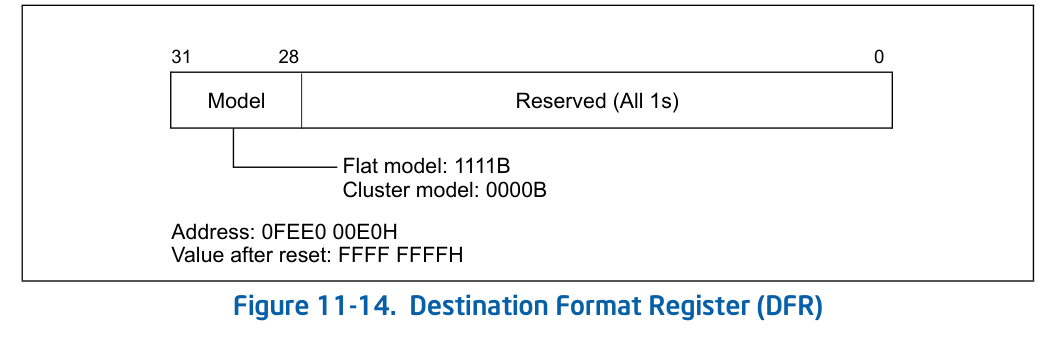 31 28 0
Model Reserved (All 1s)
Flat model: 1111B
Cluster model: 0000B
Address: 0FEE0 00E0H
Value after reset: FFFF FFFFH
Figure 11-14. Destination Format Register (DFR)